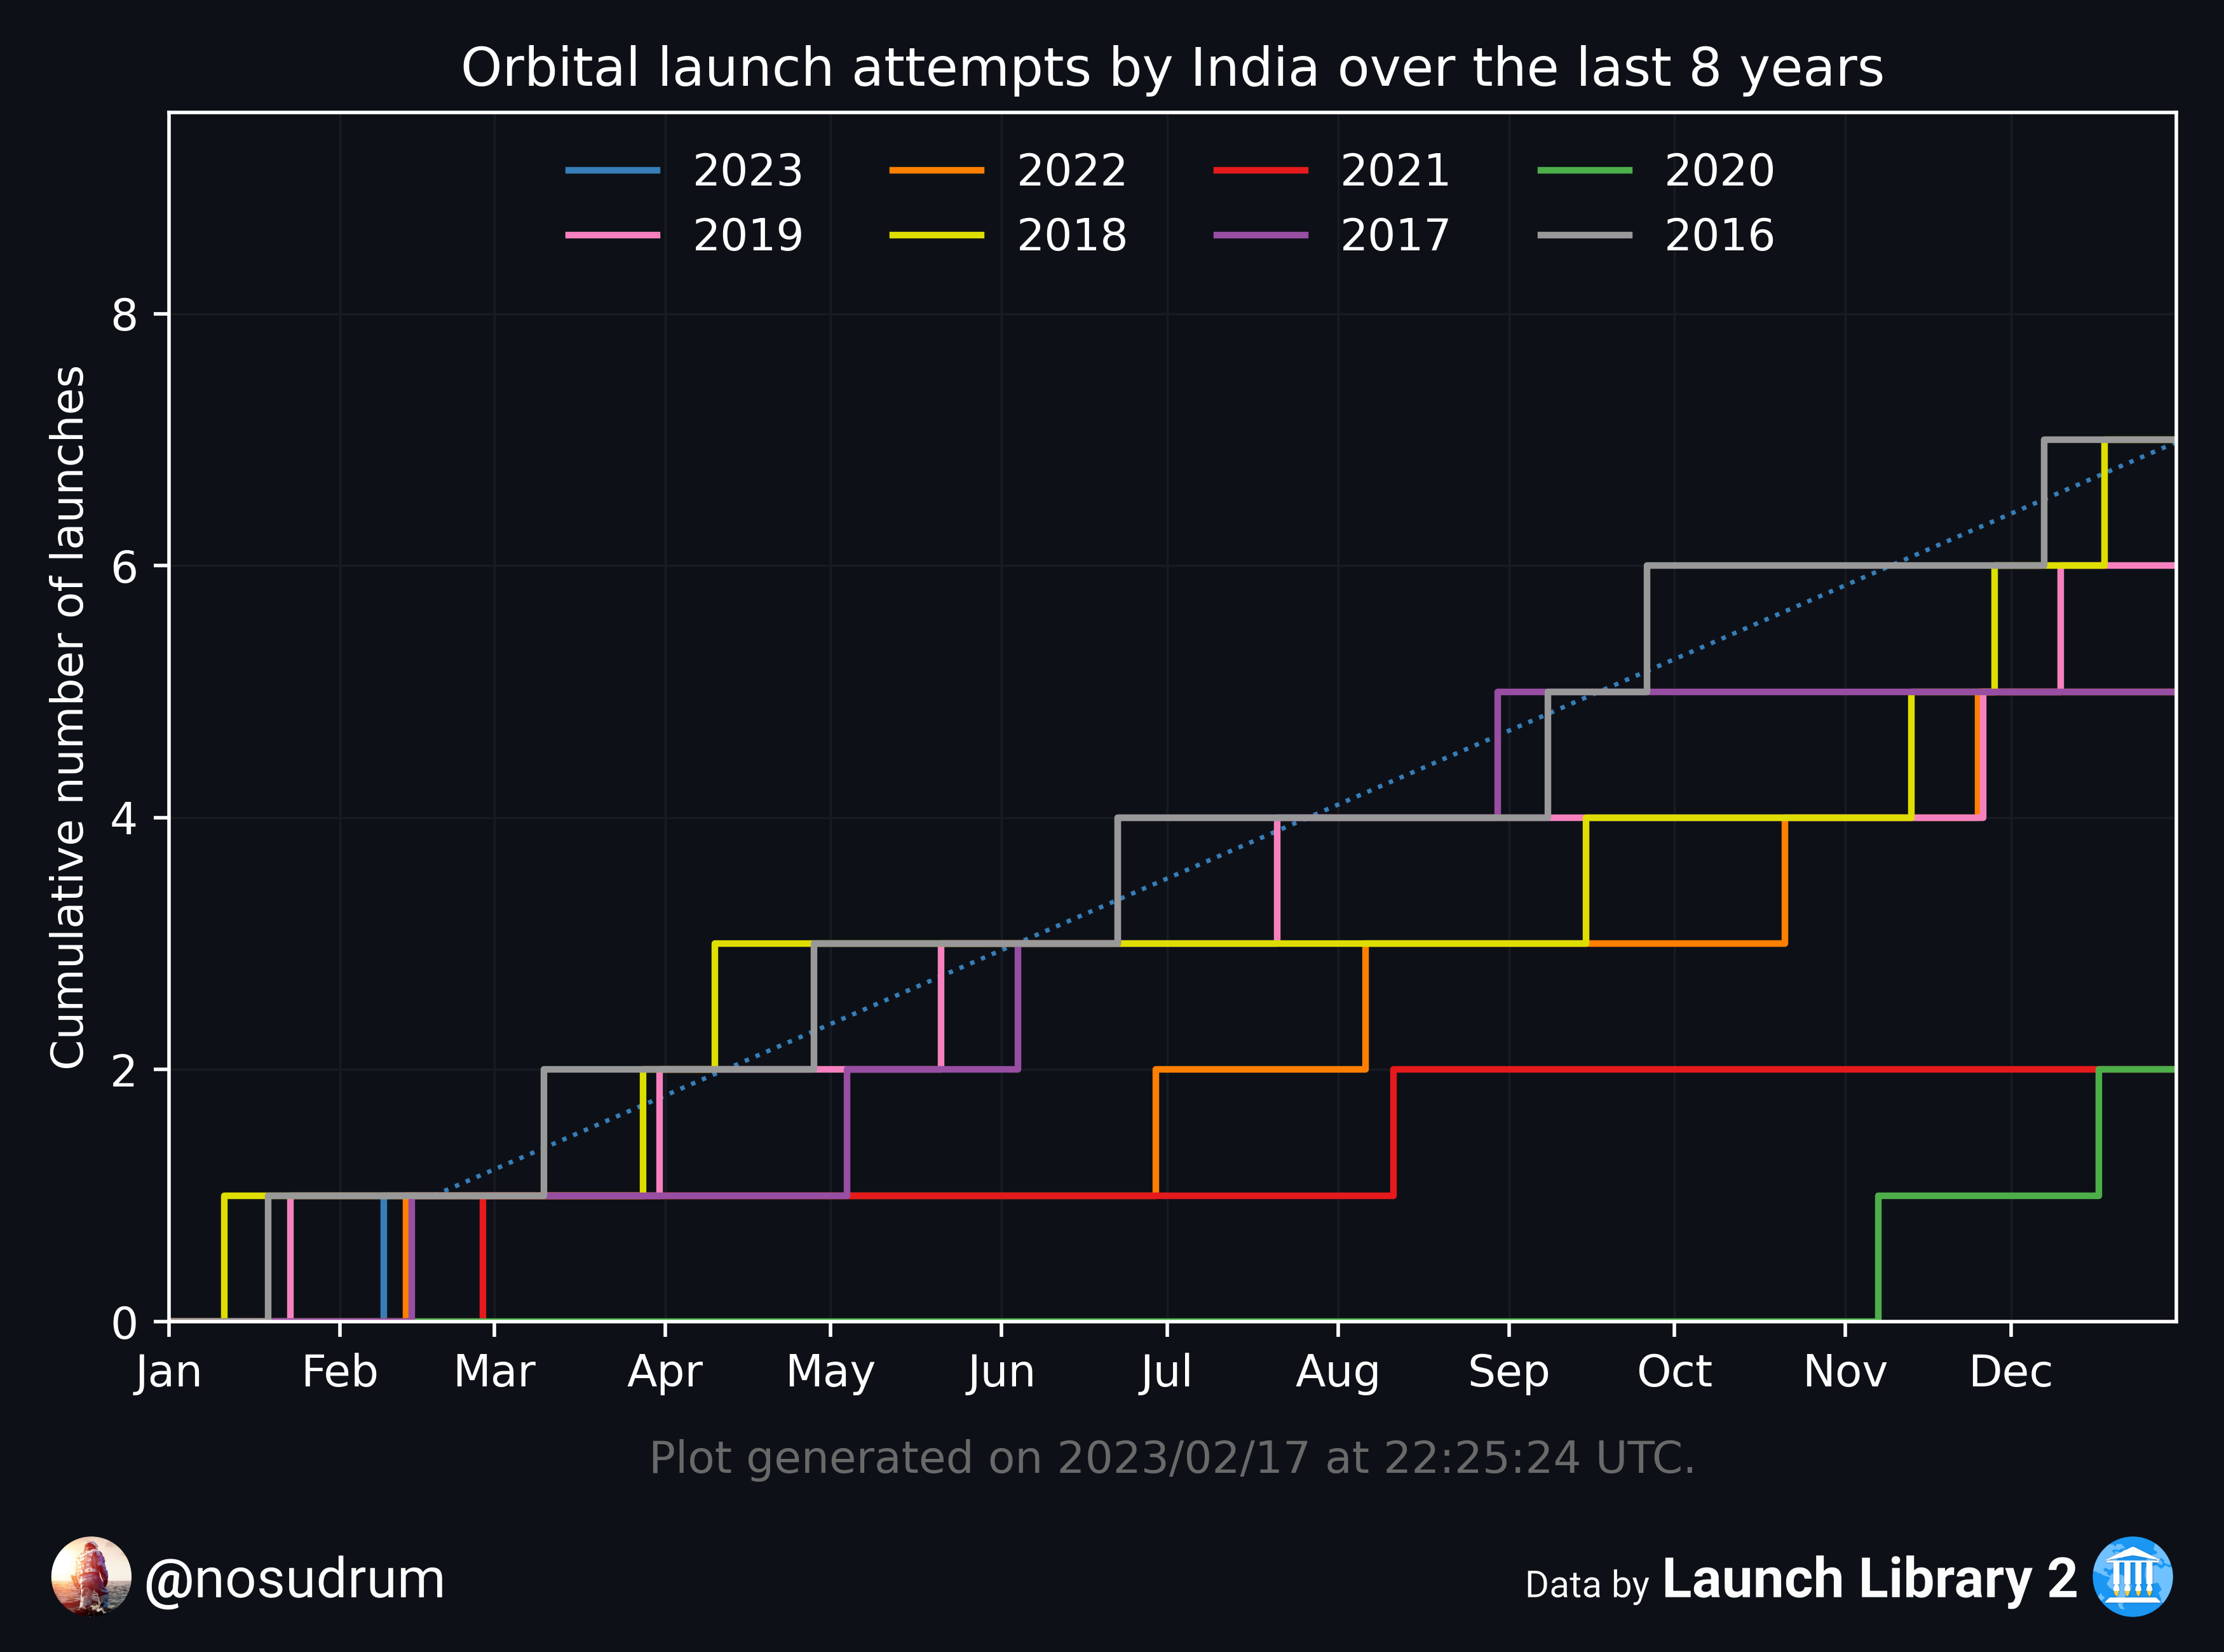 Orbital launch attempts by India over the last 8 years
2023 2022 2021 2020
2019 2018 2017 2016
Cumulative number of launches
8
6
4
2
0
Jan Feb Mar Apr May Jun Jul Aug Sep Oct Nov Dec
Plot generated on 2023/02/17 at 22:25:24 UTC.
@nosudrum
Data by Launch Library 2